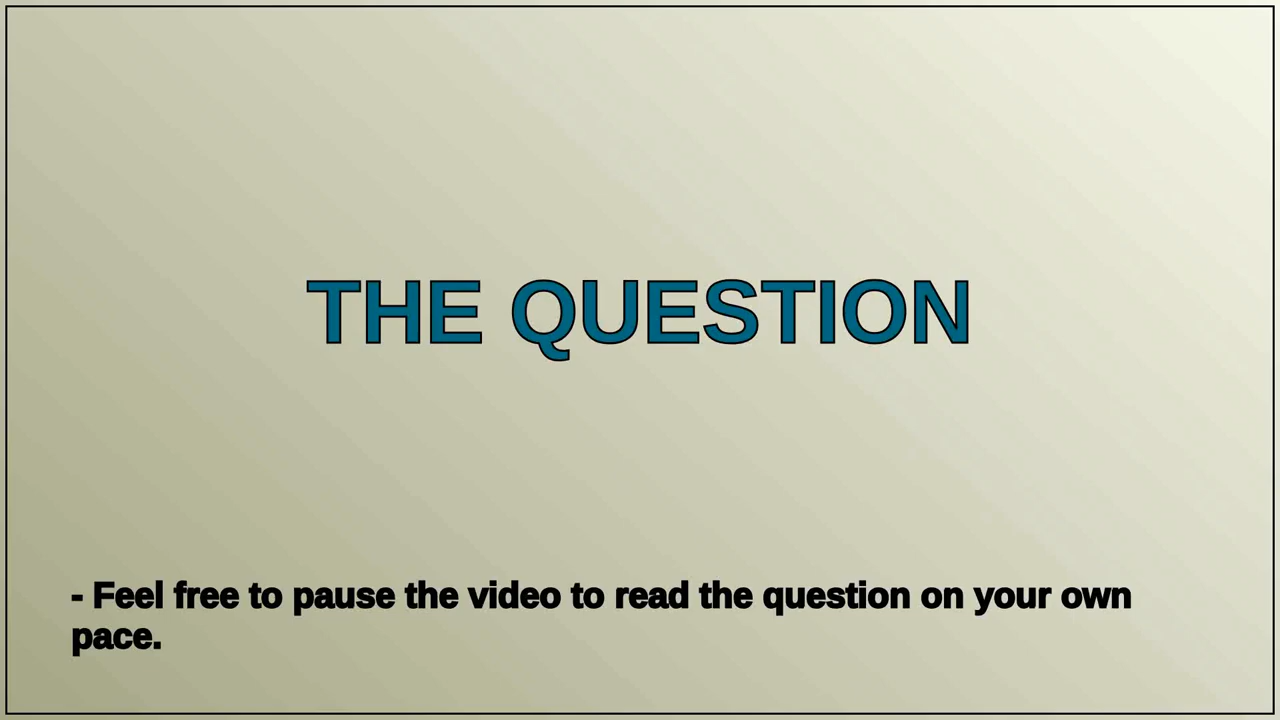 THE QUESTION
- Feel free to pause the video to read the question on your own
pace.